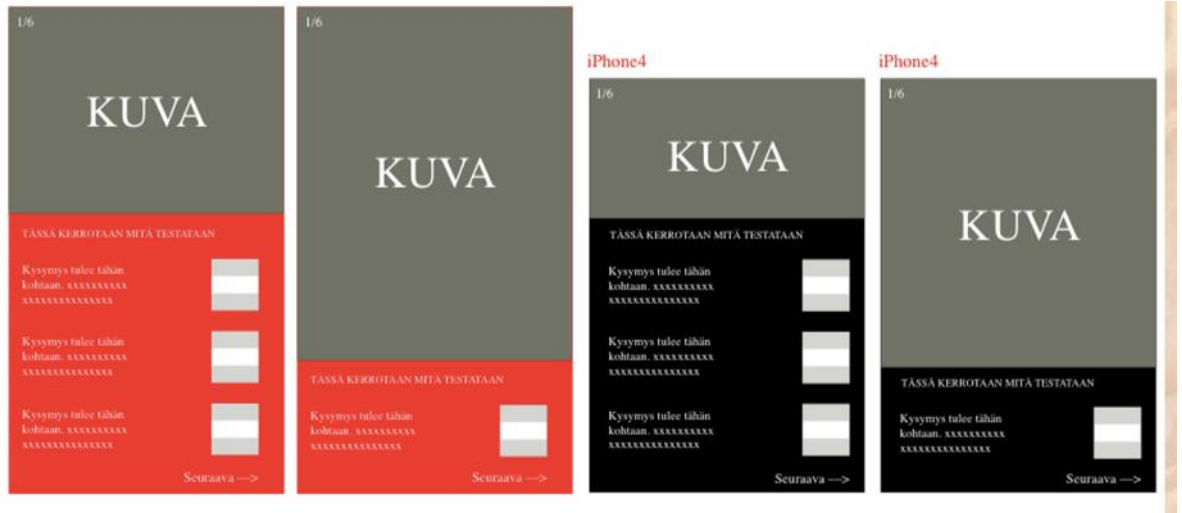 1/6
KUVA
TÄSSÄ KERROTAAN MITÄ TESTATAAN
Kysymys tulee tähän
kohtaan. xxxxxxxxxx
xxxxxxxxxxxxxxx
Kysymys tulee tähän
kohtaan. xxxxxxxxxx
xxxxxxxxxxxxxxx
Kysymys tulee tähän
kohtaan. xxxxxxxxxx
xxxxxxxxxxxxxxx
Seuraava —>
1/6
KUVA
TÄSSÄ KERROTAAN MITÄ TESTATAAN
Kysymys tulee tähän
kohtaan. xxxxxxxxxx
xxxxxxxxxxxxxxx
Seuraava —>
iPhone4
1/6
KUVA
TÄSSÄ KERROTAAN MITÄ TESTATAAN
Kysymys tulee tähän
kohtaan. xxxxxxxxxx
xxxxxxxxxxxxxxx
Kysymys tulee tähän
kohtaan. xxxxxxxxxx
xxxxxxxxxxxxxxx
Kysymys tulee tähän
kohtaan. xxxxxxxxxx
xxxxxxxxxxxxxxx
Seuraava —>
iPhone4
1/6
KUVA
TÄSSÄ KERROTAAN MITÄ TESTATAAN
Kysymys tulee tähän
kohtaan. xxxxxxxxxx
xxxxxxxxxxxxxxx
Seuraava —>